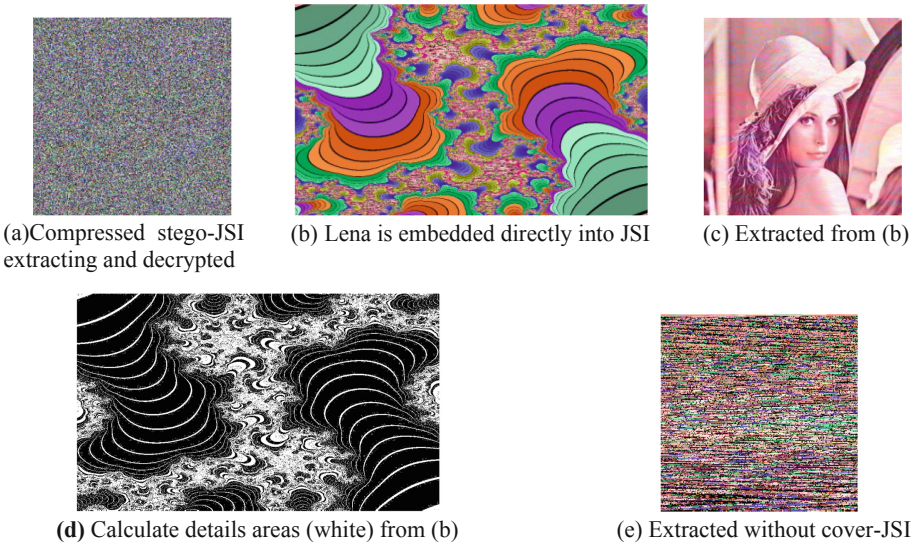 (a)Compressed stego-JSI
extracting and decrypted
(b) Lena is embedded directly into JSI
(c) Extracted from (b)
(d) Calculate details areas (white) from (b)
(e) Extracted without cover-JSI